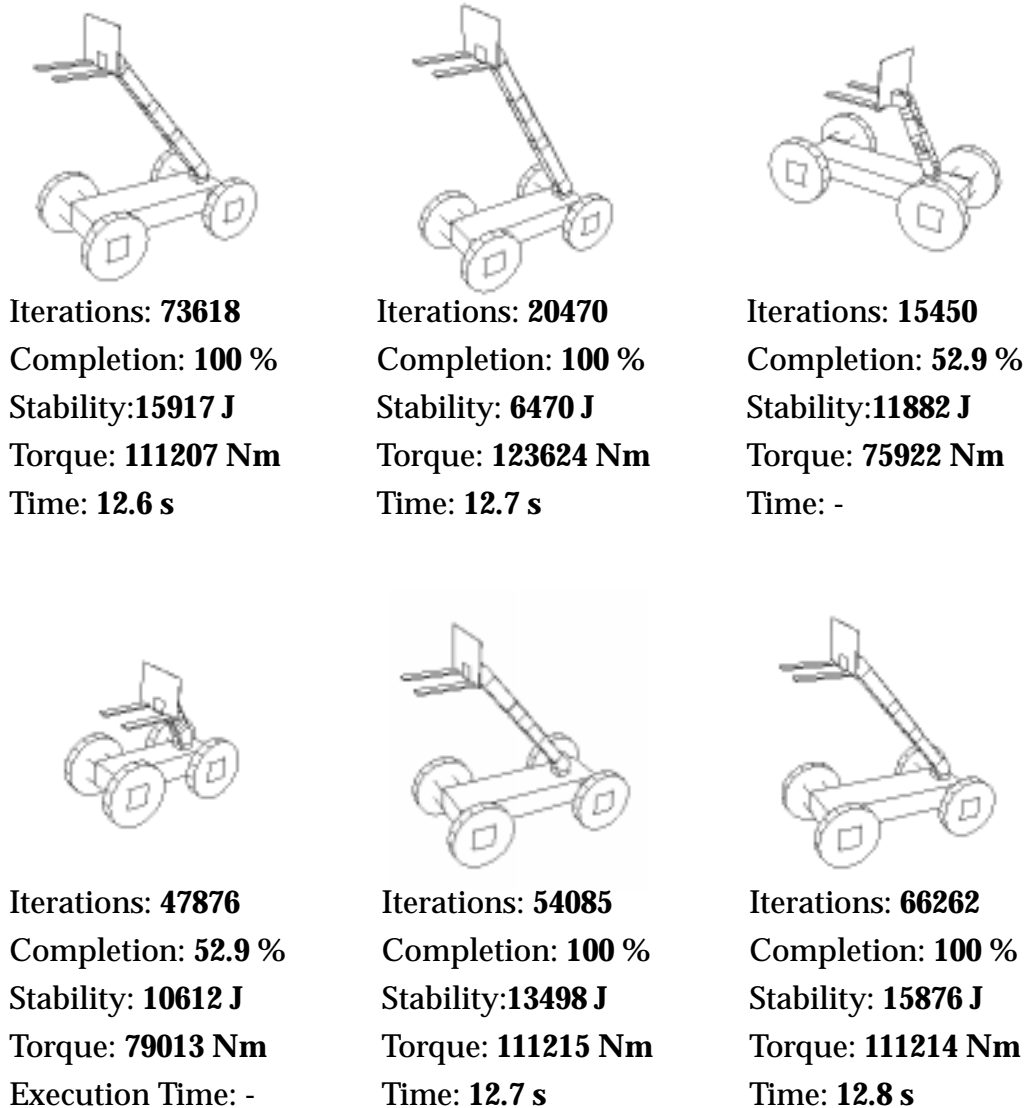 Iterations: 73618
Completion: 100 %
Stability:15917 J
Torque: 111207 Nm
Time: 12.6 s
Iterations: 20470
Completion: 100 %
Stability: 6470 J
Torque: 123624 Nm
Time: 12.7 s
Iterations: 15450
Completion: 52.9 %
Stability:11882 J
Torque: 75922 Nm
Time: -
Iterations: 47876
Completion: 52.9 %
Stability: 10612 J
Torque: 79013 Nm
Execution Time: -
Iterations: 54085
Completion: 100 %
Stability:13498 J
Torque: 111215 Nm
Time: 12.7 s
Iterations: 66262
Completion: 100 %
Stability: 15876 J
Torque: 111214 Nm
Time: 12.8 s